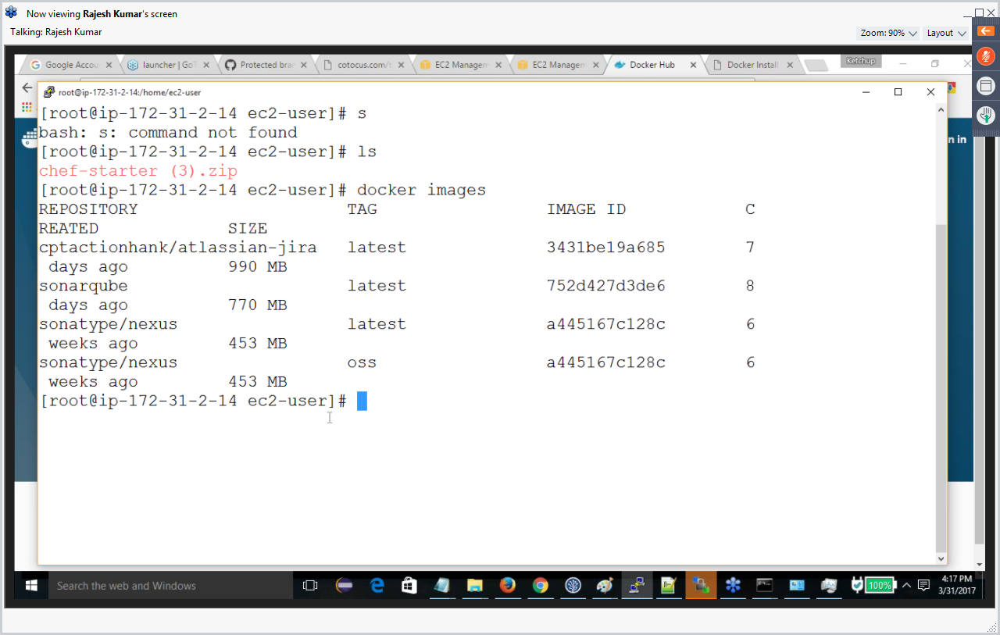 Now viewing Rajesh Kumar's screen
Talking: Rajesh Kumar
Zoom: 90%
Layout
Google Accou
launcher | GoT
Protected bran
cotocus.com/t
EC2 Managem
EC2 Managem
Docker Hub
Docker Install
Ketchup
root@ip-172-31-2-14:/home/ec2-user
n in
[root@ip-172-31-2-14 ec2-user]# s
bash: s: command not found
[root@ip-172-31-2-14 ec2-user]# ls
chef-starter (3).zip
[root@ip-172-31-2-14 ec2-user]# docker images
REPOSITORY TAG IMAGE ID C
REATED SIZE
cptactionhank/atlassian-jira latest 3431be19a685 7
days ago 990 MB
sonarqube latest 752d427d3de6 8
days ago 770 MB
sonatype/nexus latest a445167c128c 6
weeks ago 453 MB
sonatype/nexus oss a445167c128c 6
weeks ago 453 MB
[root@ip-172-31-2-14 ec2-user]#
Search the web and Windows
100%
4:17 PM
3/31/2017